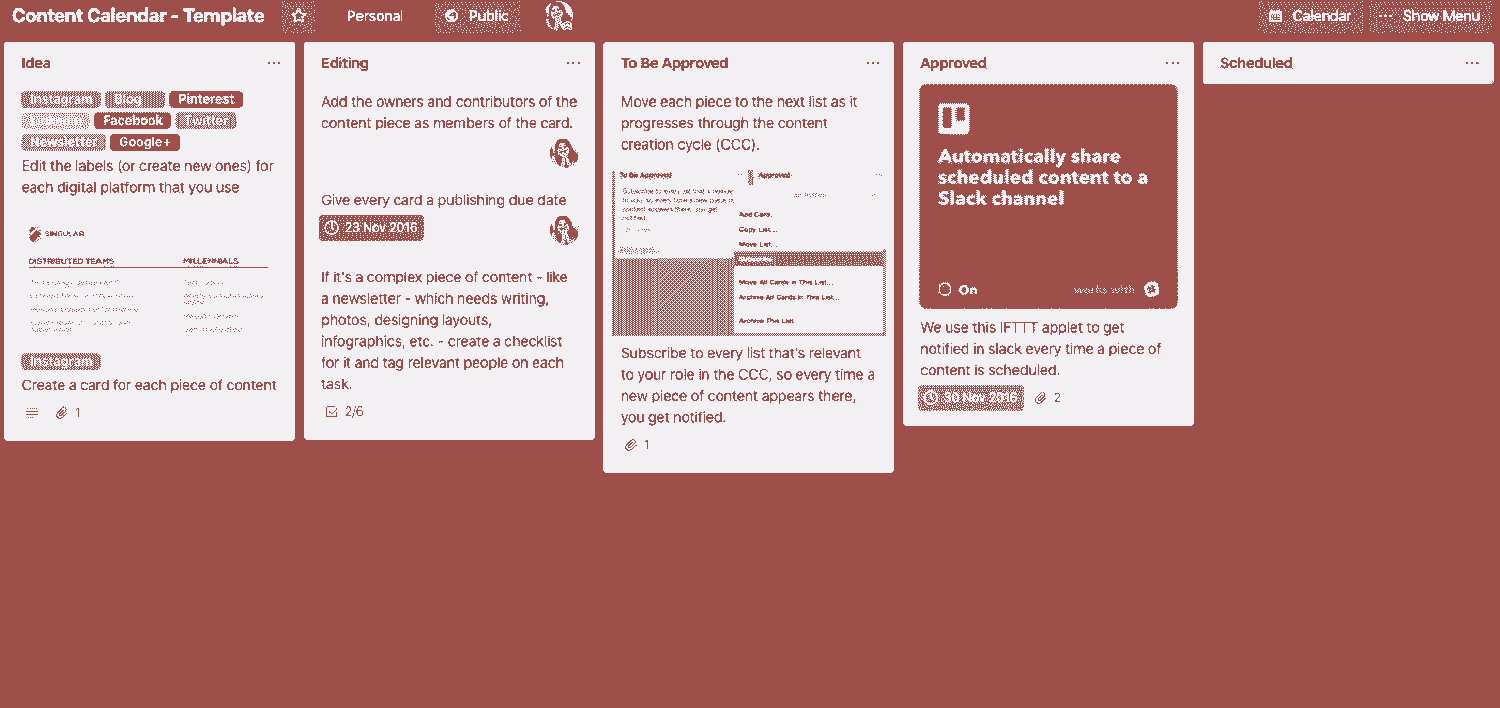 Content Calendar - Template
Personal
Public
Calendar
··· Show Menu
Idea
Instagram Blog Pinterest
Facebook Twitter
Newsletter Google+
Edit the labels (or create new ones) for
each digital platform that you use
SINGULAR
DISTRIBUTED TEAMS MILLENNIALS
Instagram
Create a card for each piece of content
1
Editing
Add the owners and contributors of the
content piece as members of the card.
Give every card a publishing due date
23 Nov 2016
If it's a complex piece of content - like
a newsletter - which needs writing,
photos, designing layouts,
infographics, etc. - create a checklist
for it and tag relevant people on each
task.
2/6
To Be Approved
Move each piece to the next list as it
progresses through the content
creation cycle (CCC).
To Be Approved
Approved
Add Card...
Copy List...
Move List...
Move All Cards in This List...
Archive All Cards in This List...
Archive This List
Subscribe to every list that's relevant
to your role in the CCC, so every time a
new piece of content appears there,
you get notified.
1
Approved
Automatically share
scheduled content to a
Slack channel
On
works with
We use this IFTTT applet to get
notified in slack every time a piece of
content is scheduled.
30 Nov 2016
2
Scheduled